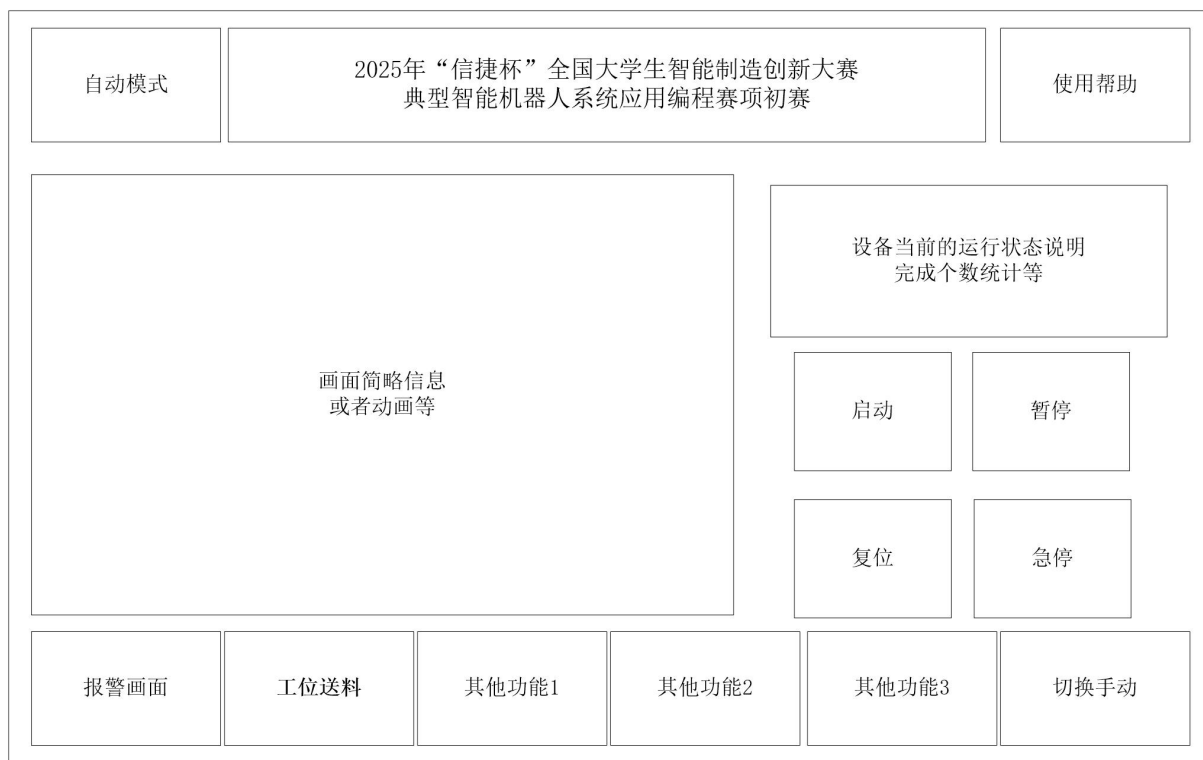 自动模式
2025年“信捷杯”全国大学生智能制造创新大赛
典型智能机器人系统应用编程赛项初赛
使用帮助
设备当前的运行状态说明
完成个数统计等
画面简略信息
或者动画等
启动
暂停
复位
急停
报警画面
工位送料
其他功能1
其他功能2
其他功能3
切换手动